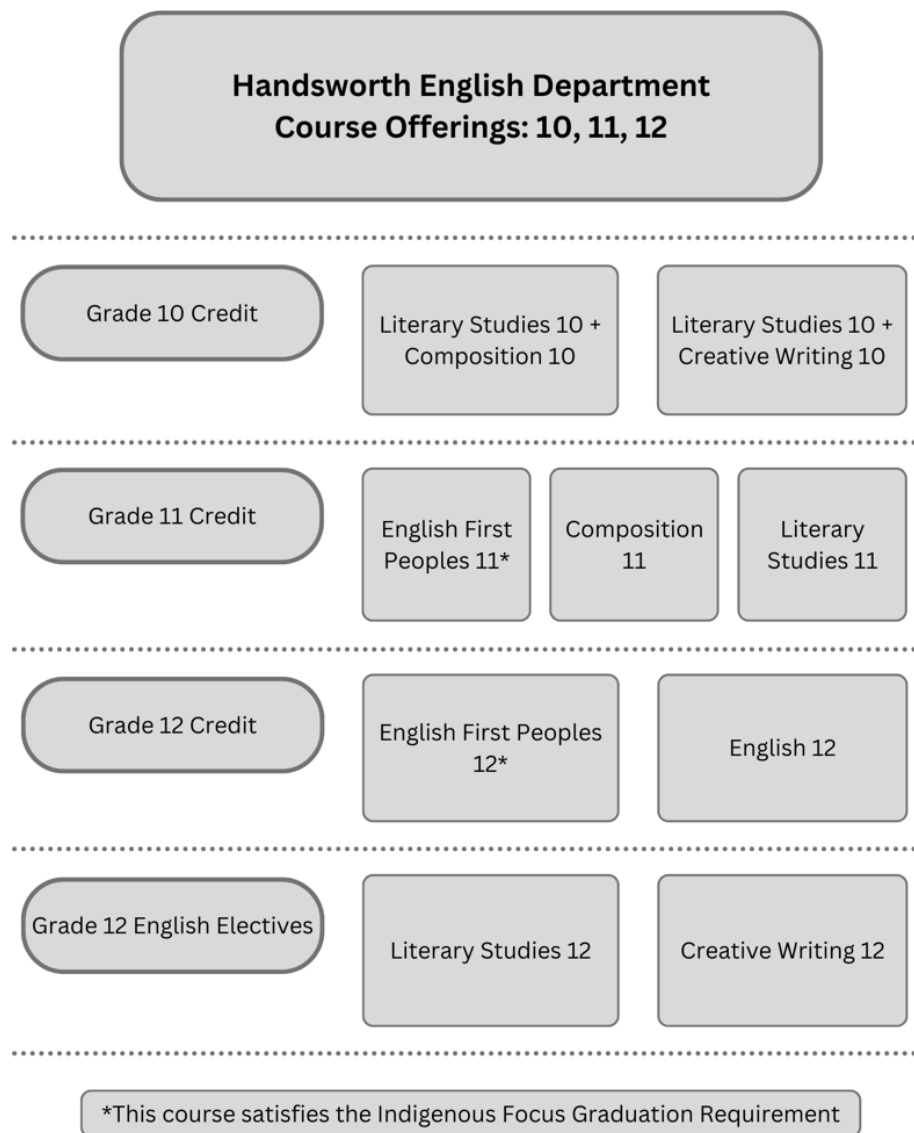 Handsworth English Department
Course Offerings: 10, 11, 12
Grade 10 Credit
Literary Studies 10 +
Composition 10
Literary Studies 10 +
Creative Writing 10
Grade 11 Credit
English First
Peoples 11*
Composition
11
Literary
Studies 11
Grade 12 Credit
English First Peoples
12*
English 12
Grade 12 English Electives
Literary Studies 12
Creative Writing 12
*This course satisfies the Indigenous Focus Graduation Requirement